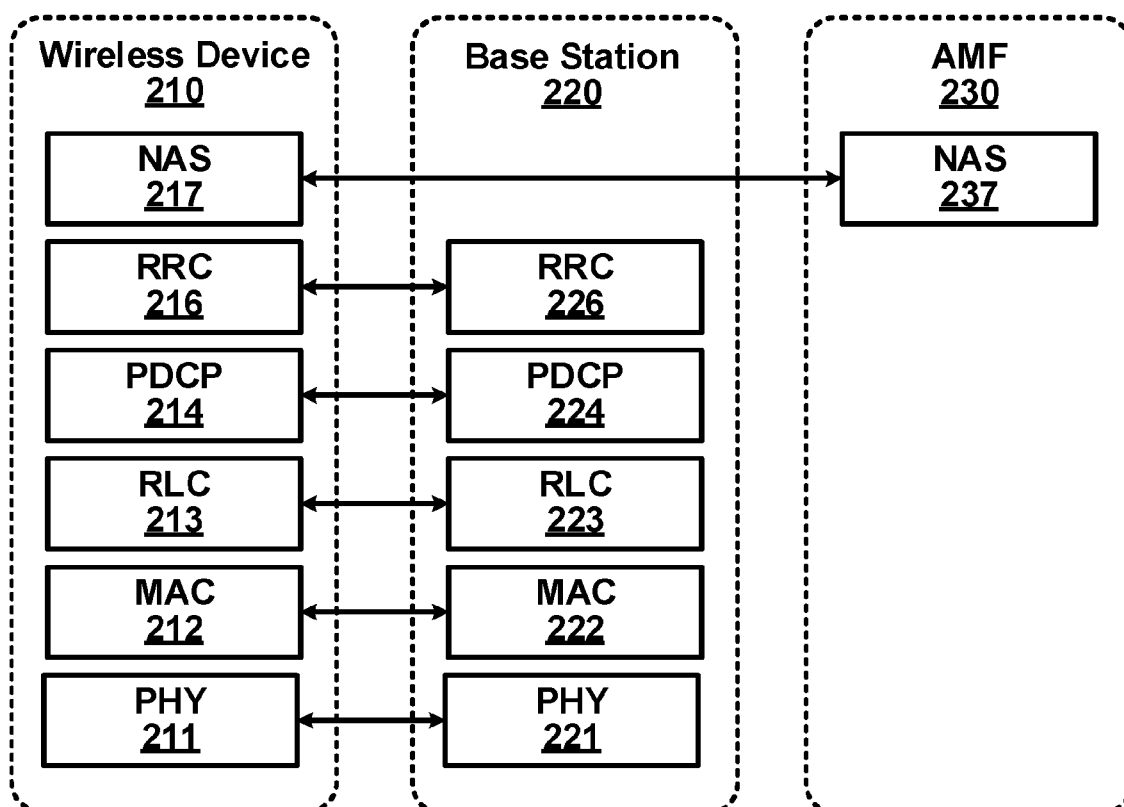 Wireless Device
210
Base Station
220
AMF
230
NAS
217
NAS
237
RRC
216
RRC
226
PDCP
214
PDCP
224
RLC
213
RLC
223
MAC
212
MAC
222
PHY
211
PHY
221